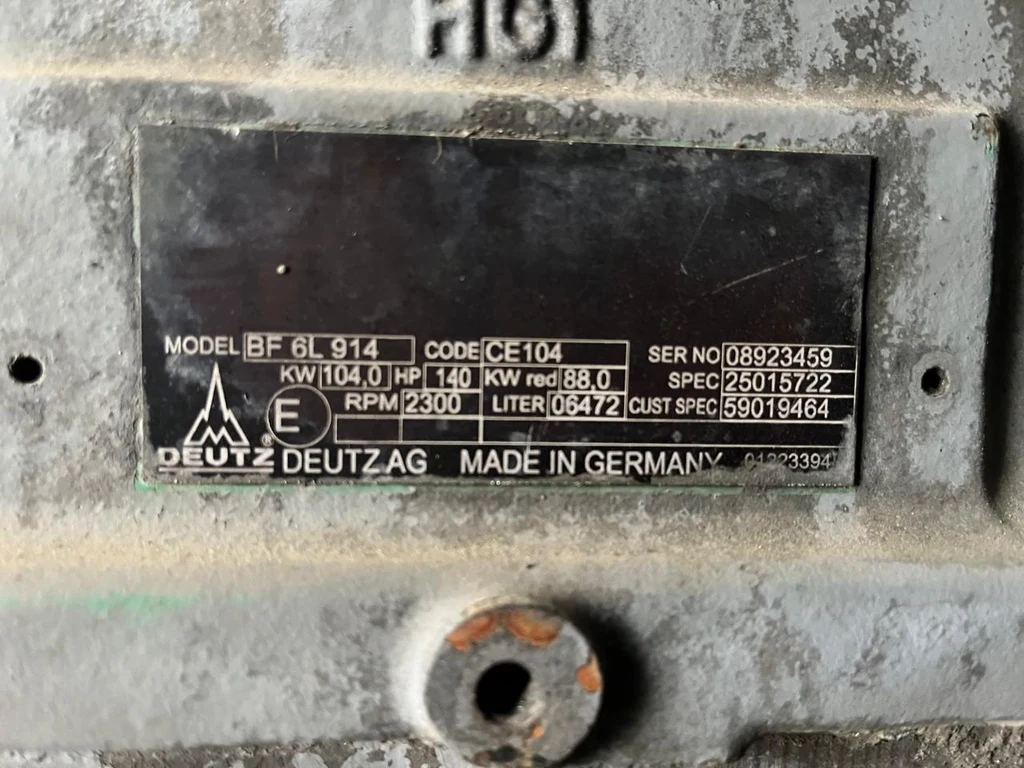 MODEL BF 6L 914 CODE CE104 SER NO 08923459
KW 104,0 HP 140 KW red 88,0 SPEC 25015722
E RPM 2300 LITER 06472 CUST SPEC 59019464
DEUTZ® DEUTZ AG MADE IN GERMANY